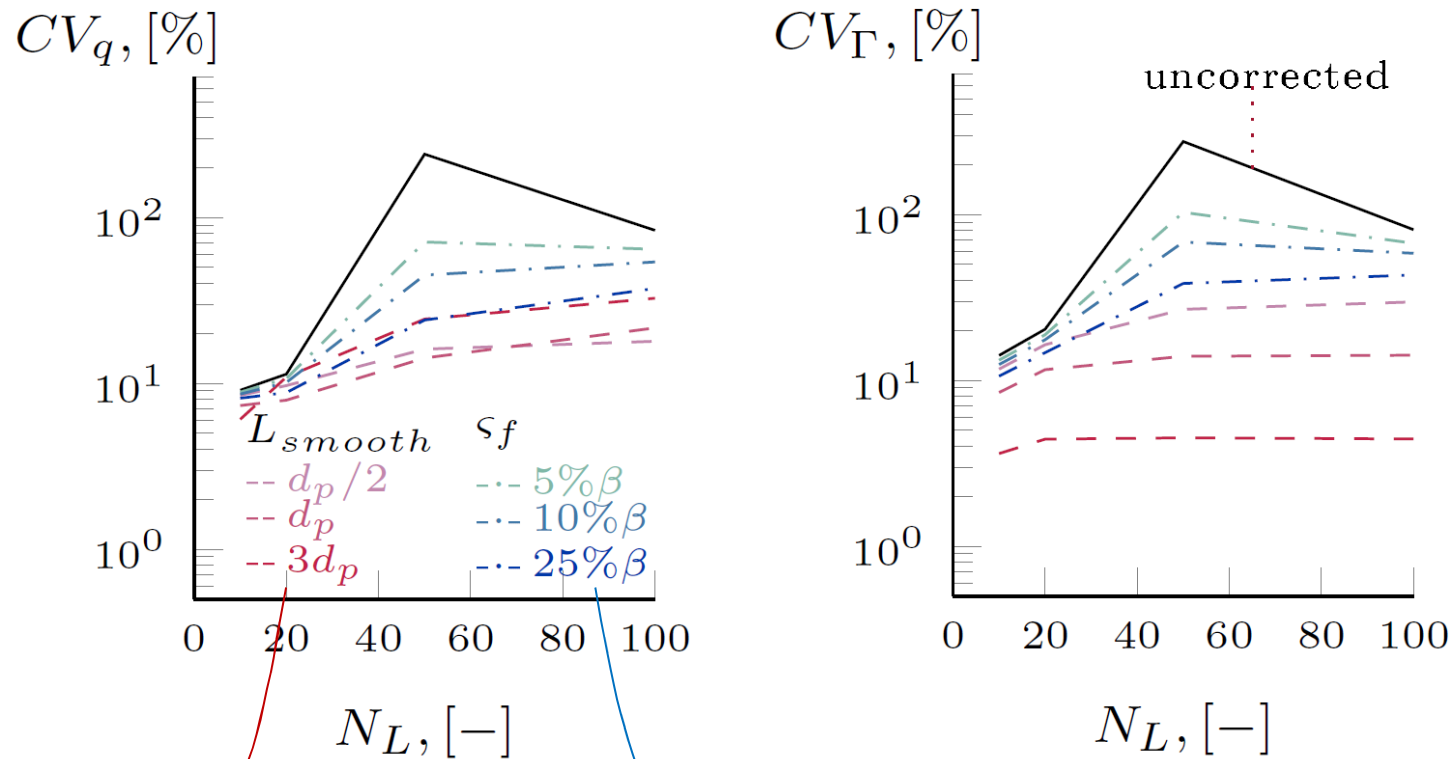 CV_q, [%]
10^2
10^1
10^0
L_smooth
d_p/2
d_p
3d_p
ς_f
5%β
10%β
25%β
0 20 40 60 80 100
N_L, [−]
CV_Γ, [%]
uncorrected
10^2
10^1
10^0
0 20 40 60 80 100
N_L, [−]